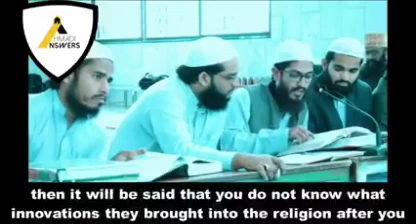 AHMADI
ANSWERS
then it will be said that you do not know what
innovations they brought into the religion after you